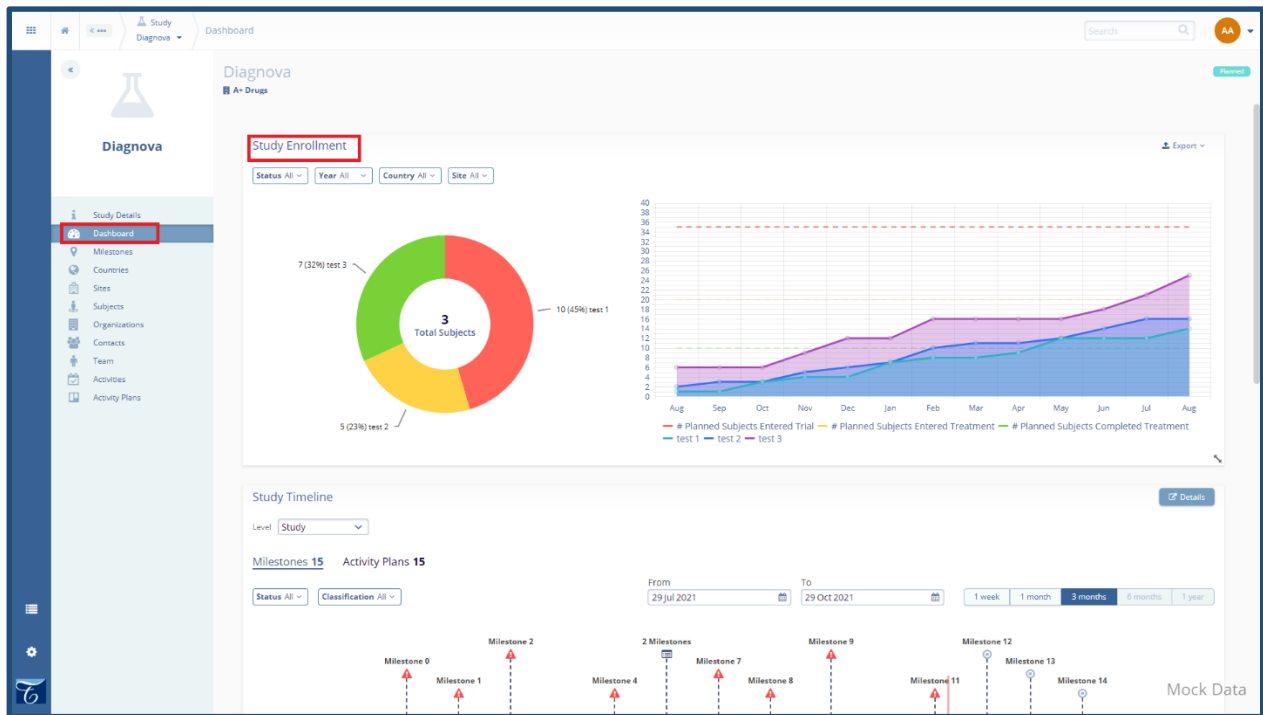 Study
Diagnova
Dashboard
Search
AA
Diagnova
A+ Drugs
Planned
Diagnova
Study Details
Dashboard
Milestones
Countries
Sites
Subjects
Organizations
Contacts
Team
Activities
Activity Plans
Study Enrollment
Export
Status All
Year All
Country All
Site All
7 (32%) test 3
10 (45%) test 1
5 (23%) test 2
3
Total Subjects
40
38
36
34
32
30
28
26
24
22
20
18
16
14
12
10
8
6
4
2
0
Aug Sep Oct Nov Dec Jan Feb Mar Apr May Jun Jul Aug
# Planned Subjects Entered Trial # Planned Subjects Entered Treatment # Planned Subjects Completed Treatment
test 1 test 2 test 3
Study Timeline
Details
Level Study
Milestones 15 Activity Plans 15
Status All
Classification All
From
29 Jul 2021
To
29 Oct 2021
1 week 1 month 3 months 6 months 1 year
Milestone 2 2 Milestones Milestone 9 Milestone 12
Milestone 0 Milestone 7 Milestone 13
Milestone 1 Milestone 4 Milestone 8 Milestone 11 Milestone 14
Mock Data